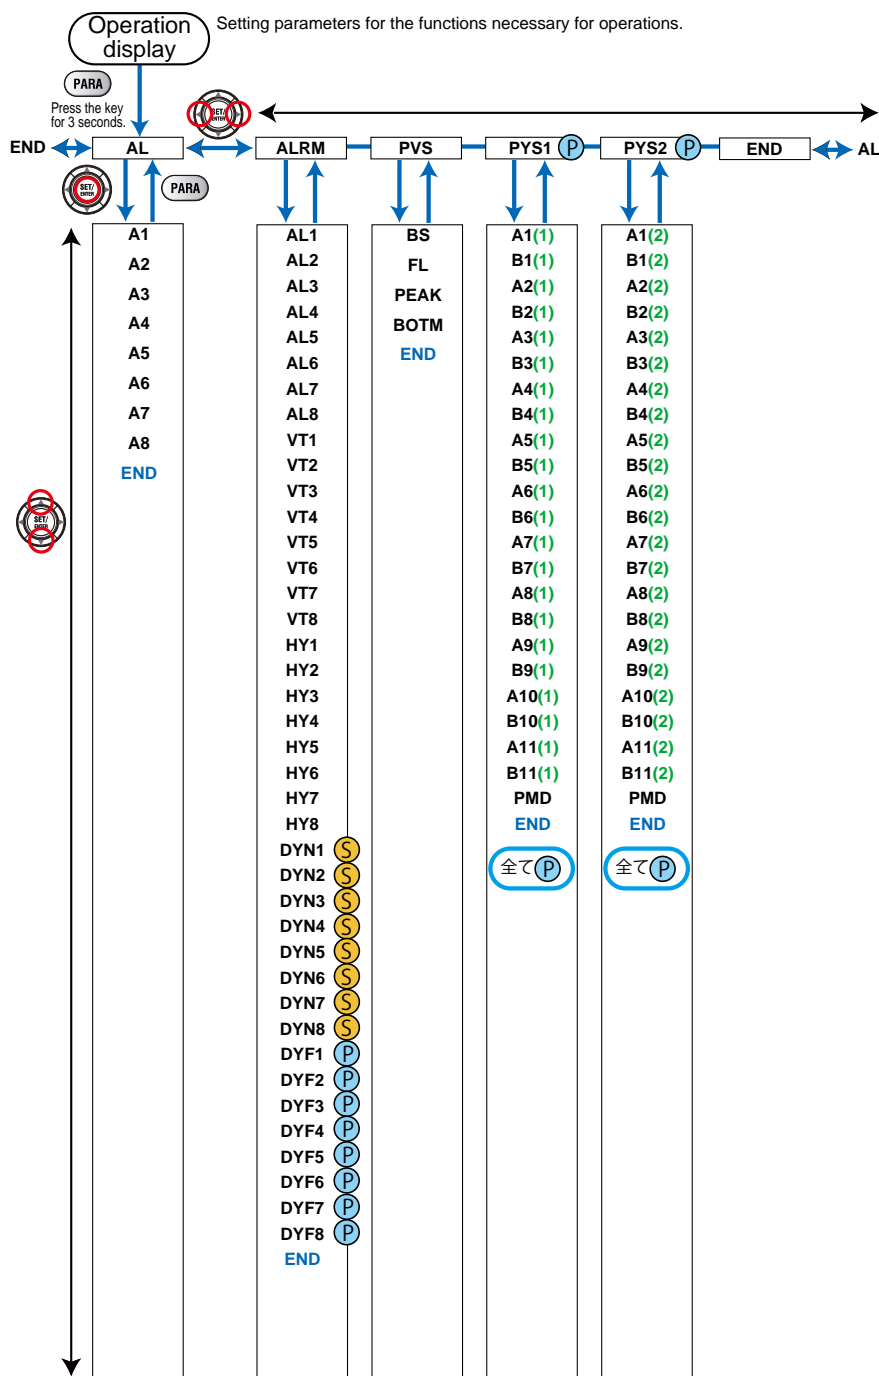 Operation
display
Setting parameters for the functions necessary for operations.
PARA
Press the key
for 3 seconds.
SET/
ENTER
END
AL
ALRM
PVS
PYS1 P
PYS2 P
END
AL
SET/
ENTER
PARA
A1
A2
A3
A4
A5
A6
A7
A8
END
SET/
ENTER
AL1
AL2
AL3
AL4
AL5
AL6
AL7
AL8
VT1
VT2
VT3
VT4
VT5
VT6
VT7
VT8
HY1
HY2
HY3
HY4
HY5
HY6
HY7
HY8
DYN1 S
DYN2 S
DYN3 S
DYN4 S
DYN5 S
DYN6 S
DYN7 S
DYN8 S
DYF1 P
DYF2 P
DYF3 P
DYF4 P
DYF5 P
DYF6 P
DYF7 P
DYF8 P
END
BS
FL
PEAK
BOTM
END
A1(1)
B1(1)
A2(1)
B2(1)
A3(1)
B3(1)
A4(1)
B4(1)
A5(1)
B5(1)
A6(1)
B6(1)
A7(1)
B7(1)
A8(1)
B8(1)
A9(1)
B9(1)
A10(1)
B10(1)
A11(1)
B11(1)
PMD
END
全て P
A1(2)
B1(2)
A2(2)
B2(2)
A3(2)
B3(2)
A4(2)
B4(2)
A5(2)
B5(2)
A6(2)
B6(2)
A7(2)
B7(2)
A8(2)
B8(2)
A9(2)
B9(2)
A10(2)
B10(2)
A11(2)
B11(2)
PMD
END
全て P